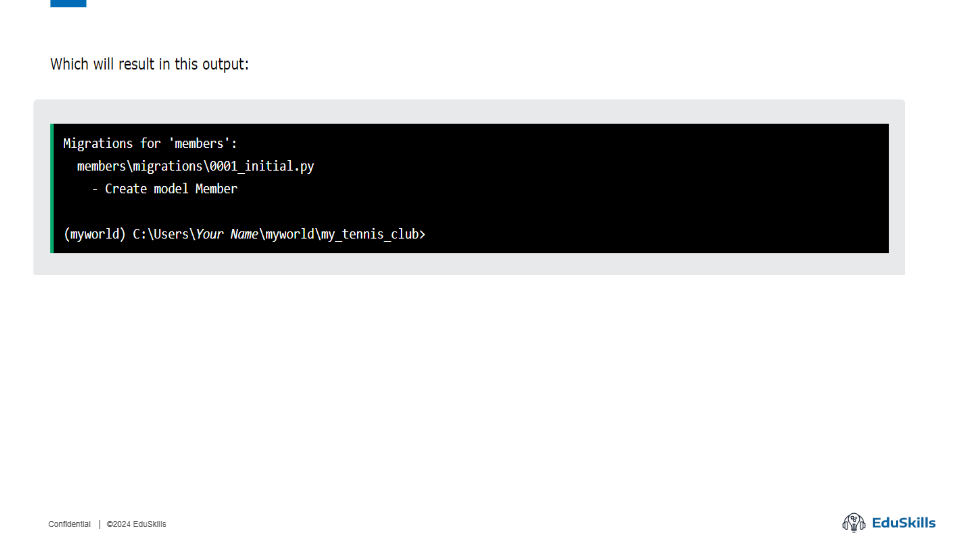 Which will result in this output:
Migrations for 'members':
members\migrations\0001_initial.py
- Create model Member
(myworld) C:\Users\Your Name\myworld\my_tennis_club>
Confidential | ©2024 EduSkills
EduSkills